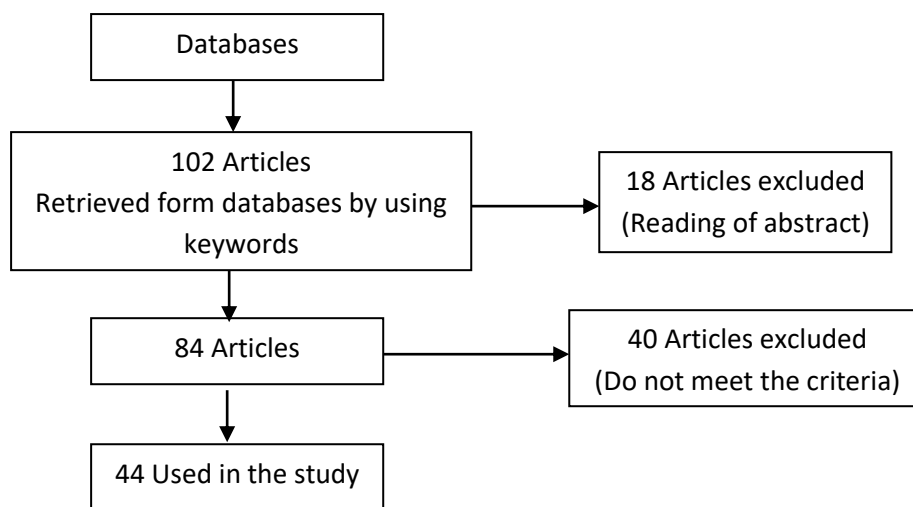 Databases
102 Articles
Retrieved form databases by using
keywords
18 Articles excluded
(Reading of abstract)
84 Articles
40 Articles excluded
(Do not meet the criteria)
44 Used in the study